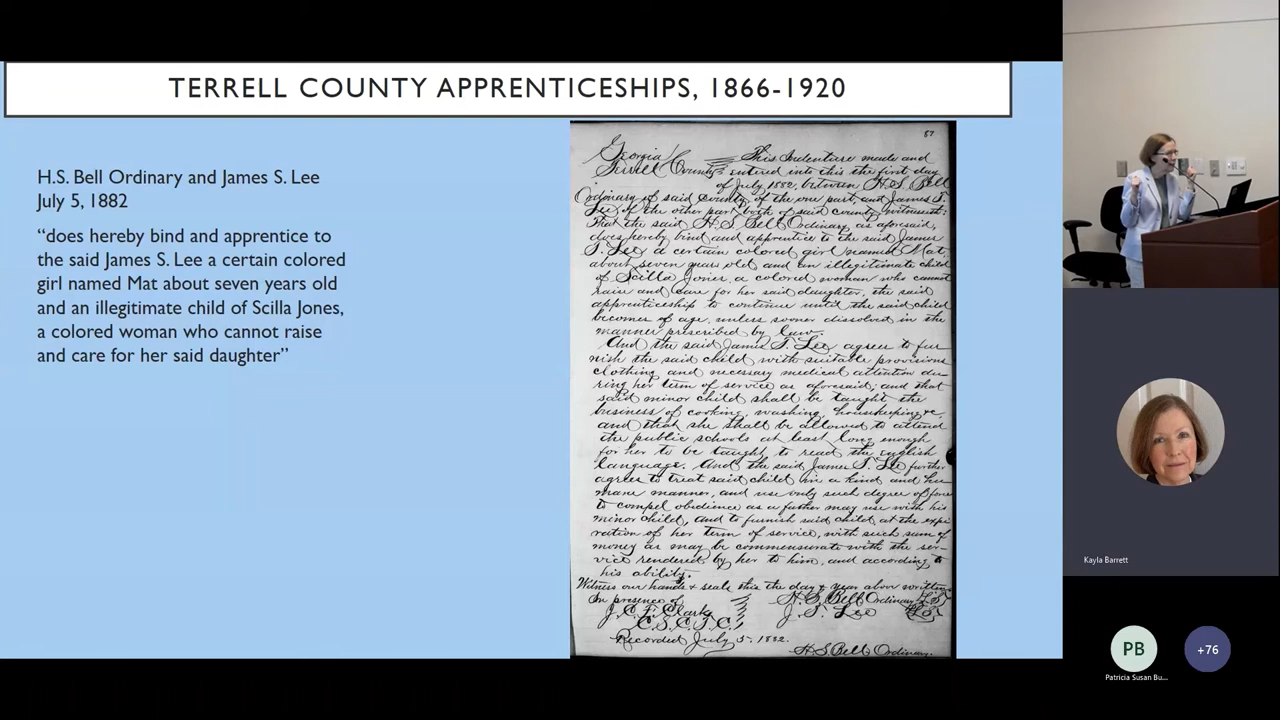 TERRELL COUNTY APPRENTICESHIPS, 1866-1920
H.S. Bell Ordinary and James S. Lee
July 5, 1882
“does hereby bind and apprentice to
the said James S. Lee a certain colored
girl named Mat about seven years old
and an illegitimate child of Scilla Jones,
a colored woman who cannot raise
and care for her said daughter”
87
Georgia
Terrell County This Indenture made and
entered into this the first day
of July 1882, between H. S. Bell
Ordinary of said County, of the one part, and James S.
Lee of the other part, both of said county, witnesseth:
That the said H. S. Bell Ordinary, as aforesaid,
does hereby bind and apprentice to the said James
S. Lee a certain colored girl named Mat
about seven years old and an illegitimate child
of Scilla Jones, a colored woman who cannot
raise and care for her said daughter, the said
apprenticeship to continue until the said child
becomes of age, unless sooner dissolved in the
manner prescribed by law.
And the said James S. Lee agrees to fur-
nish the said child with suitable provisions
clothing and necessary medical attention du-
ring her term of service as aforesaid; and that
said minor child shall be taught the
business of cooking, washing, housekeeping &c,
and that she shall be allowed to attend
the public schools at least long enough
for her to be taught to read the english
language. And the said James S. Lee further
agrees to treat said child in a kind and hu-
mane manner, and use only such degree of force
to compel obedience as a father may use with his
minor child, and to furnish said child, at the expi-
ration of her term of service, with such sum of
money as may be commensurate with the ser-
vice rendered by her to him, and according to
his ability.
Witness our hands & seals this the day & year above written
In presence of H. S. Bell Ordinary
J. C. F. Clark J. S. Lee
C. S. C. T. C.
Recorded July 5, 1882.
H. S. Bell Ordinary.
Kayla Barrett
PB
+76
Patricia Susan Bu...